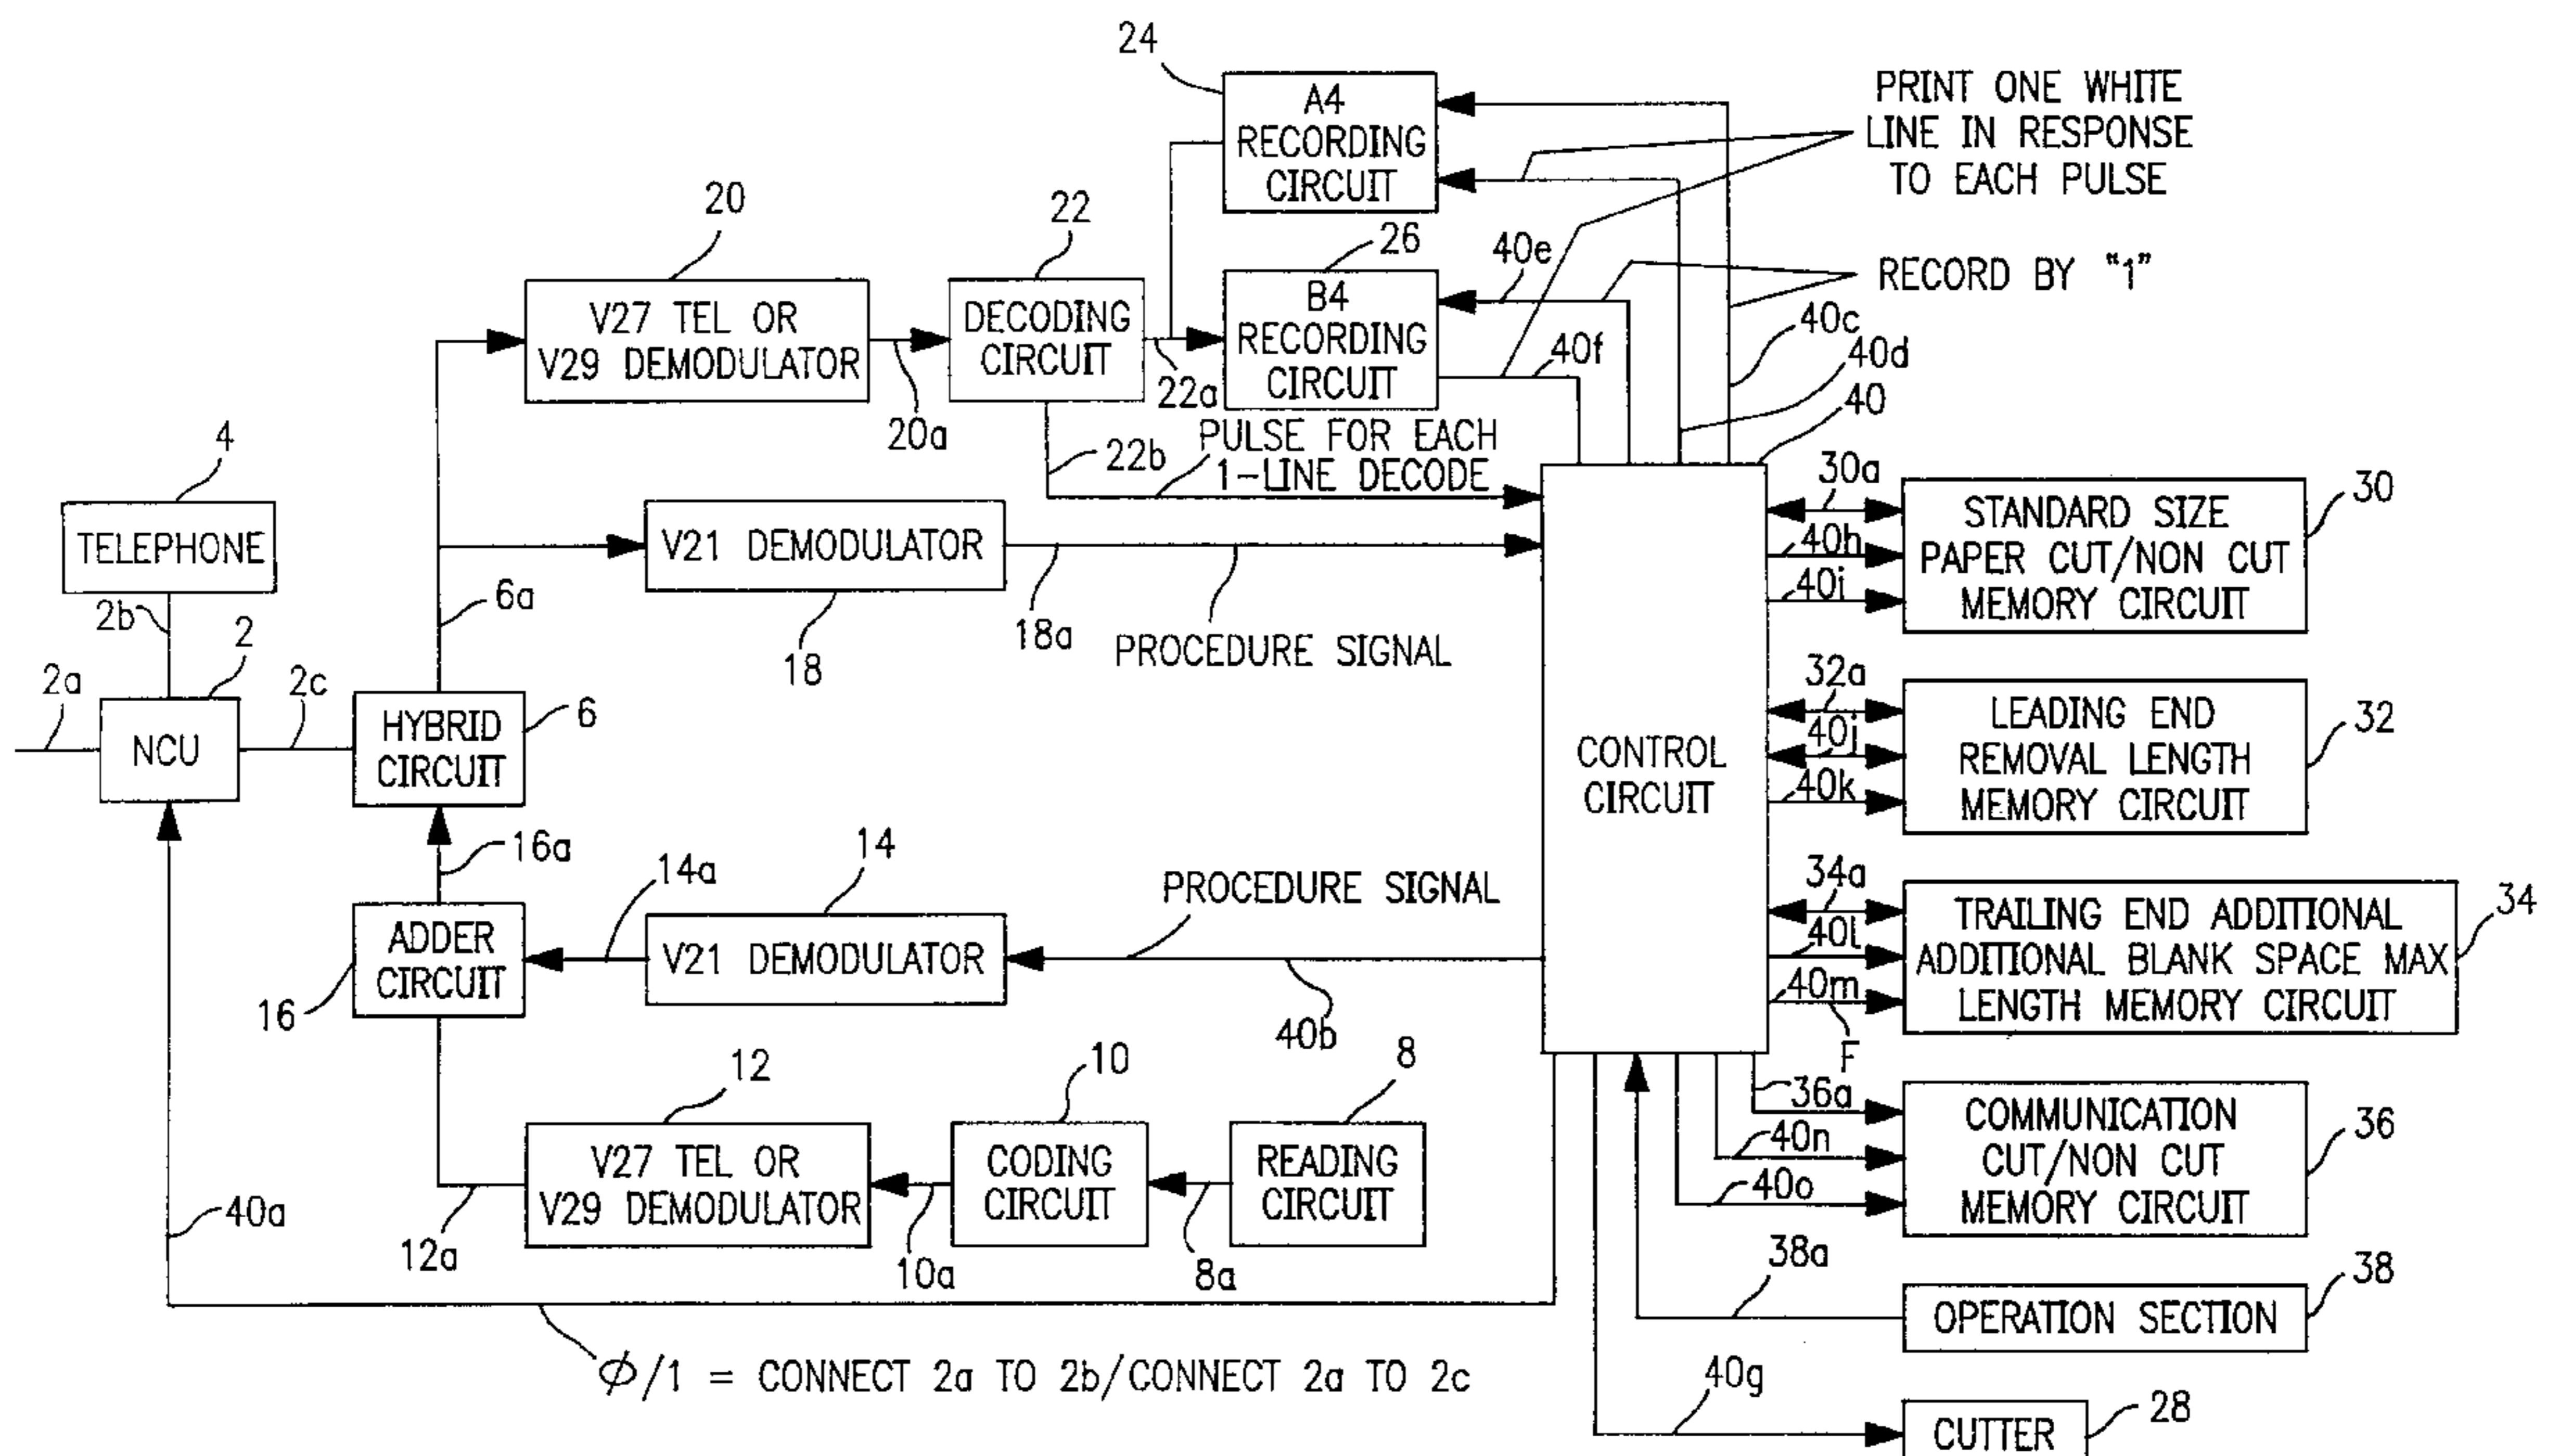 24
A4
RECORDING
CIRCUIT
PRINT ONE WHITE
LINE IN RESPONSE
TO EACH PULSE
20
22
26
40e
RECORD BY "1"
V27 TEL OR
V29 DEMODULATOR
20a
DECODING
CIRCUIT
22a
B4
RECORDING
CIRCUIT
40f
40c
40d
40
22b
PULSE FOR EACH
1-LINE DECODE
4
TELEPHONE
2b
2
2a
NCU
2c
HYBRID
CIRCUIT
6
6a
V21 DEMODULATOR
18
18a
PROCEDURE SIGNAL
CONTROL
CIRCUIT
30a
40h
40i
STANDARD SIZE
PAPER CUT/NON CUT
MEMORY CIRCUIT
30
32a
40j
40k
LEADING END
REMOVAL LENGTH
MEMORY CIRCUIT
32
16a
ADDER
CIRCUIT
16
14a
14
V21 DEMODULATOR
PROCEDURE SIGNAL
40b
34a
40l
40m
F
TRAILING END ADDITIONAL
ADDITIONAL BLANK SPACE MAX
LENGTH MEMORY CIRCUIT
34
12
V27 TEL OR
V29 DEMODULATOR
12a
10
CODING
CIRCUIT
10a
8
READING
CIRCUIT
8a
36a
40n
40o
COMMUNICATION
CUT/NON CUT
MEMORY CIRCUIT
36
40a
38a
OPERATION SECTION
38
ϕ/1 = CONNECT 2a TO 2b/CONNECT 2a TO 2c
40g
CUTTER
28